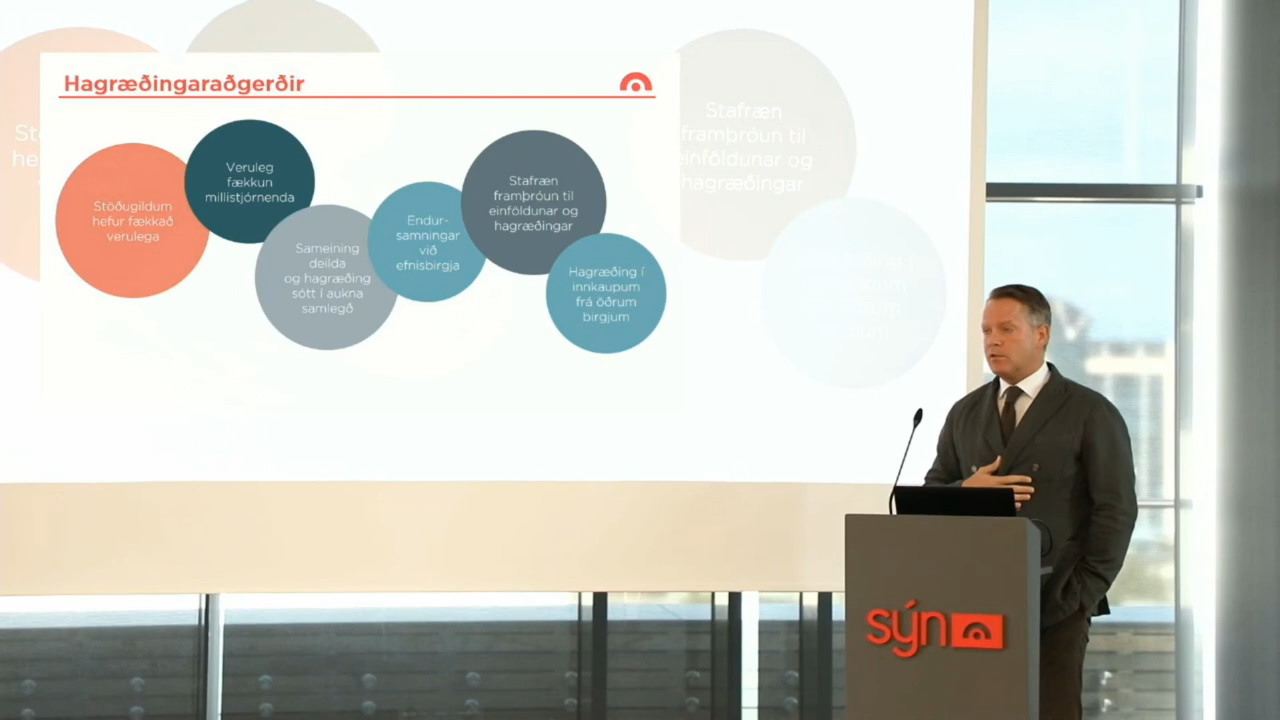 Hagræðingaraðgerðir
Stöðugildum
hefur fækkað
verulega
Veruleg
fækkun
millistjórnenda
Sameining
deilda
og hagræðing
sótt í aukna
samlegð
Endur-
samningar
við
efnisbirgja
Stafræn
framþróun til
einföldunar og
hagræðingar
Hagræðing í
innkaupum
frá öðrum
birgjum
Stafræn
framþróun til
einföldunar og
hagræðingar
sýn